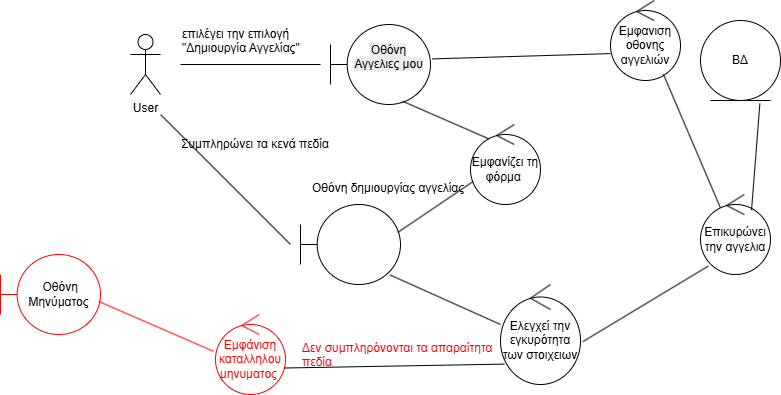 επιλέγει την επιλογή
"Δημιουργία Αγγελίας"
Οθόνη
Αγγελιες μου
Εμφανιση
οθονης
αγγελιών
ΒΔ
User
Συμπληρώνει τα κενά πεδία
Εμφανίζει τη
φόρμα
Οθόνη δημιουργίας αγγελίας
Επικυρώνει
την αγγελια
Οθόνη
Μηνύματος
Ελεγχεί την
εγκυρότητα
των στοιχειων
Εμφάνιση
καταλληλου
μηνυματος
Δεν συμπληρόνονται τα απαραίτητα
πεδία